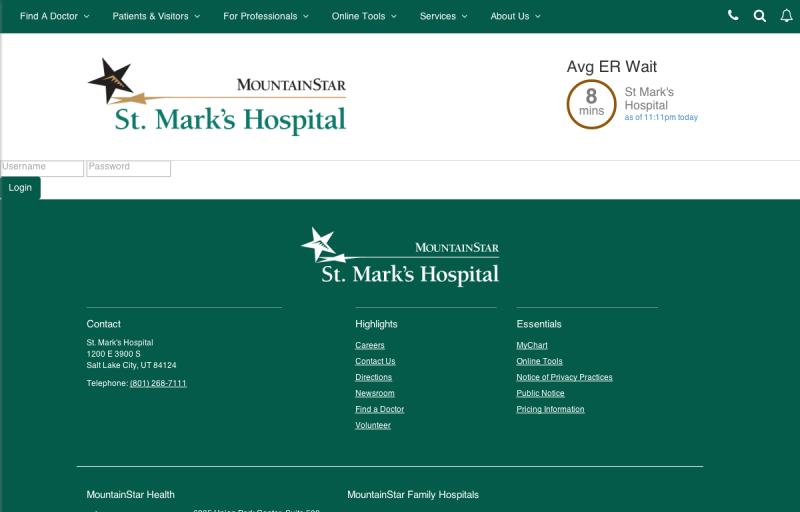 Find A Doctor
Patients & Visitors
For Professionals
Online Tools
Services
About Us
MOUNTAINSTAR
St. Mark's Hospital
Avg ER Wait
8
mins
St Mark's
Hospital
as of 11:11pm today
Username
Password
Login
MOUNTAINSTAR
St. Mark's Hospital
Contact
St. Mark's Hospital
1200 E 3900 S
Salt Lake City, UT 84124
Telephone: (801) 268-7111
Highlights
Careers
Contact Us
Directions
Newsroom
Find a Doctor
Volunteer
Essentials
MyChart
Online Tools
Notice of Privacy Practices
Public Notice
Pricing Information
MountainStar Health
MountainStar Family Hospitals